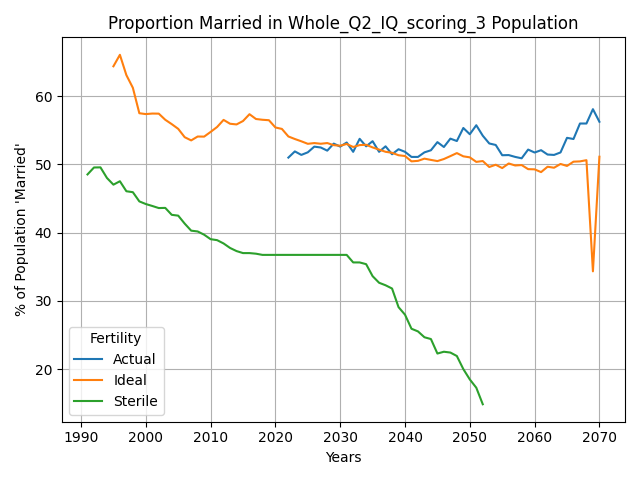 Proportion Married in Whole_Q2_IQ_scoring_3 Population
% of Population 'Married'
60
50
40
30
20
Fertility
Actual
Ideal
Sterile
1990 2000 2010 2020 2030 2040 2050 2060 2070
Years